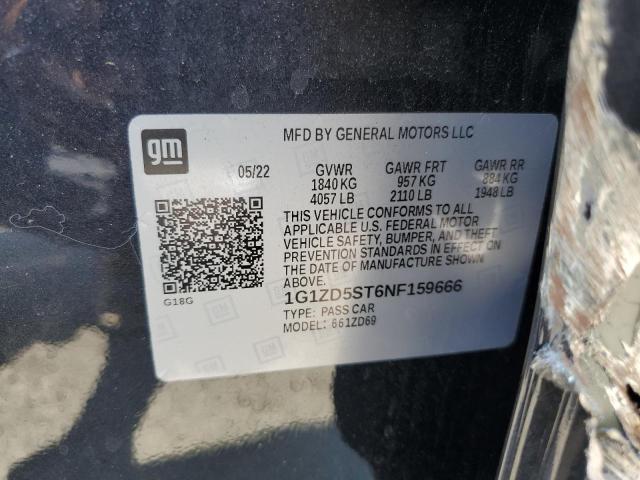 gm
MFD BY GENERAL MOTORS LLC
05/22 GVWR GAWR FRT GAWR RR
1840 KG 957 KG 884 KG
4057 LB 2110 LB 1948 LB
THIS VEHICLE CONFORMS TO ALL
APPLICABLE U.S. FEDERAL MOTOR
VEHICLE SAFETY, BUMPER, AND THEFT
PREVENTION STANDARDS IN EFFECT ON
DATE OF MANUFACTURE SHOWN
ABOVE.
G18G
1G1ZD5ST6NF159666
TYPE: PASS CAR
MODEL: 661ZD69